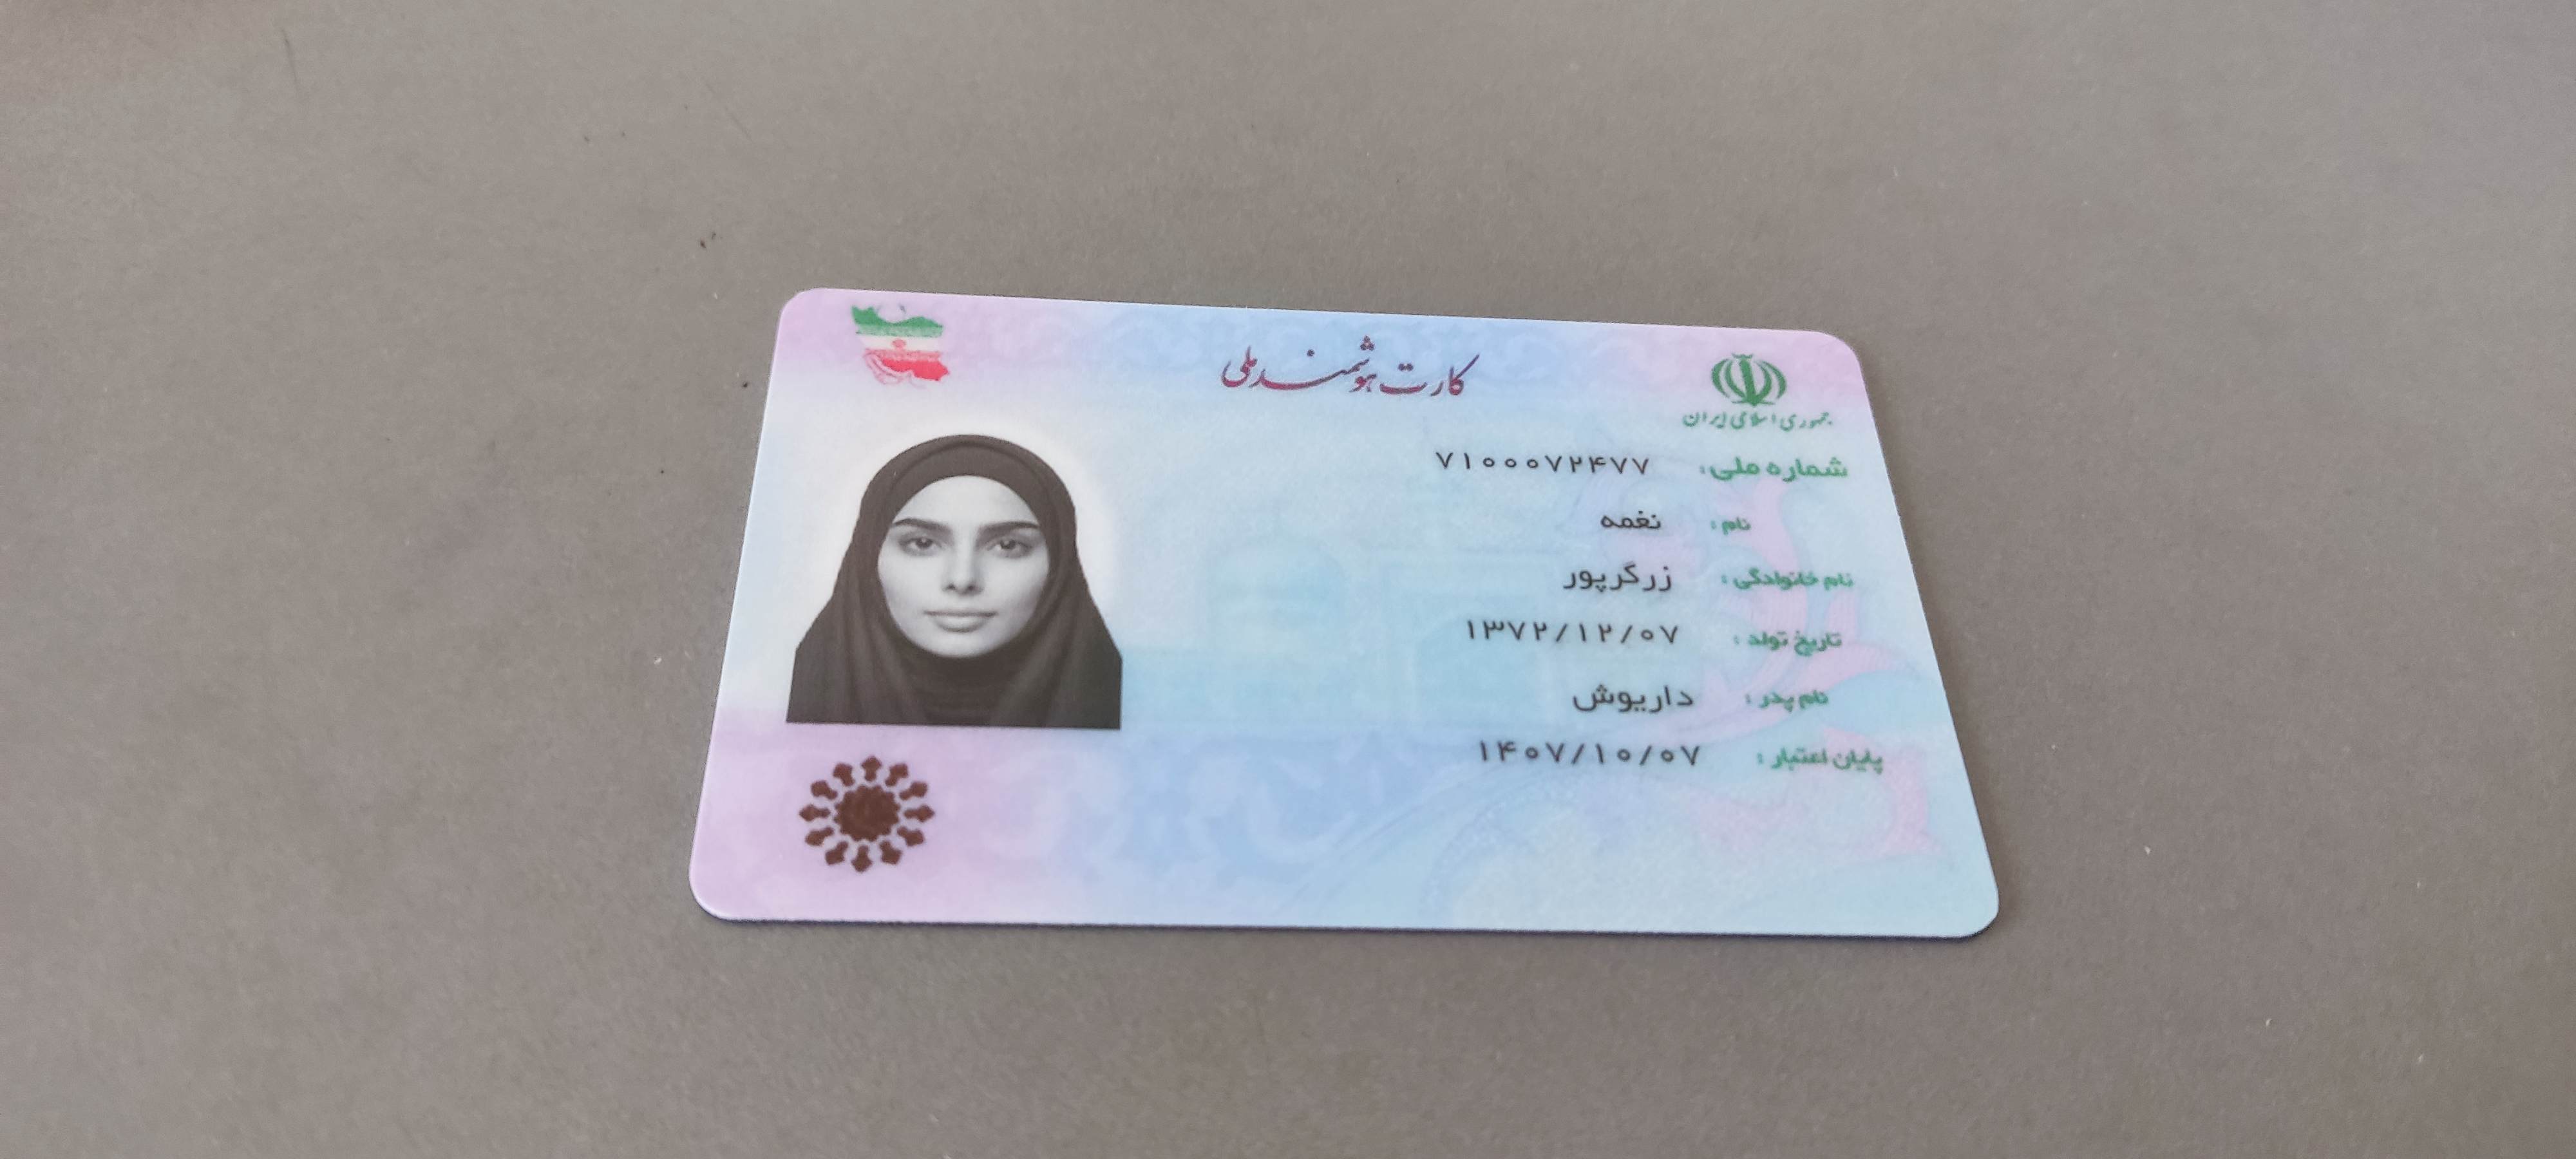 کارت هوشمند ملی
جمهوری اسلامی ایران
شماره ملی: ۷۱۰۰۰۷۲۴۷۷
نام: نغمه
نام خانوادگی: زرگرپور
تاریخ تولد: ۱۳۷۲/۱۲/۰۷
نام پدر: داریوش
پایان اعتبار: ۱۴۰۷/۱۰/۰۷